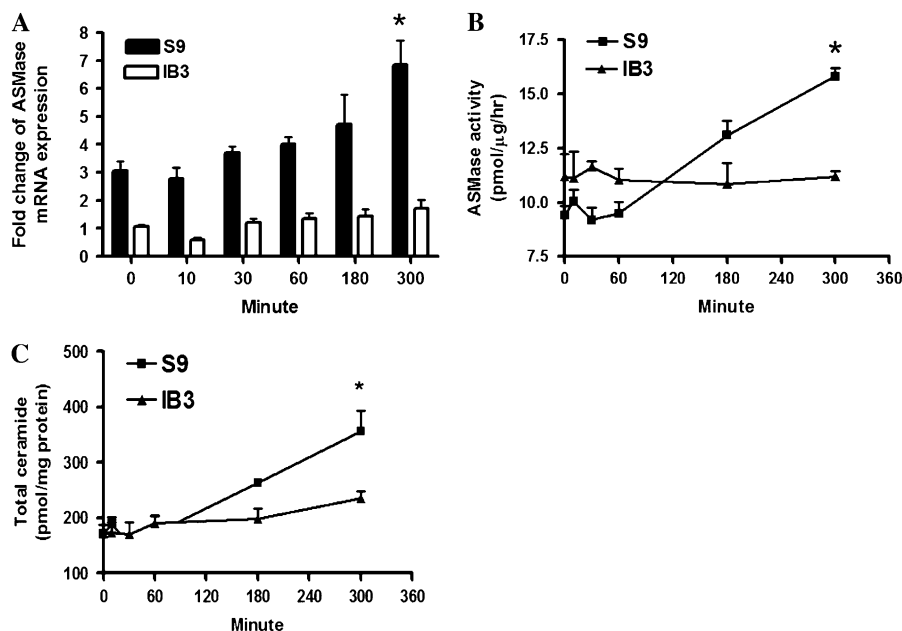 A
Fold change of ASMase
mRNA expression
8
7
6
5
4
3
2
1
0
S9
IB3
*
0 10 30 60 180 300
Minute
B
ASMase activity
(pmol/μg/hr)
17.5
15.0
12.5
10.0
7.5
S9
IB3
*
0 60 120 180 240 300 360
Minute
C
Total ceramide
(pmol/mg protein)
500
400
300
200
100
S9
IB3
*
0 60 120 180 240 300 360
Minute